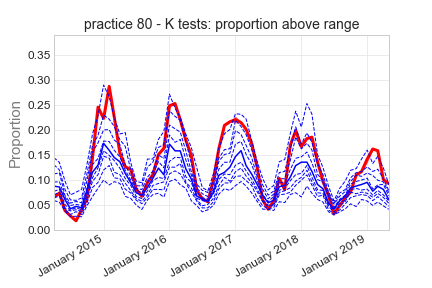 practice 80 - K tests: proportion above range
Proportion
0.35
0.30
0.25
0.20
0.15
0.10
0.05
0.00
January 2015
January 2016
January 2017
January 2018
January 2019